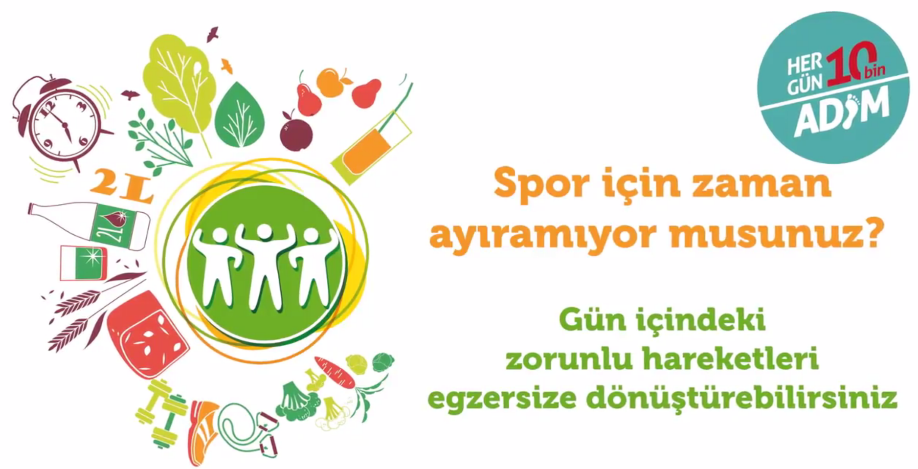 HER
GÜN 10 bin
ADIM
2L
2L
Spor için zaman
ayıramıyor musunuz?
Gün içindeki
zorunlu hareketleri
egzersize dönüştürebilirsiniz